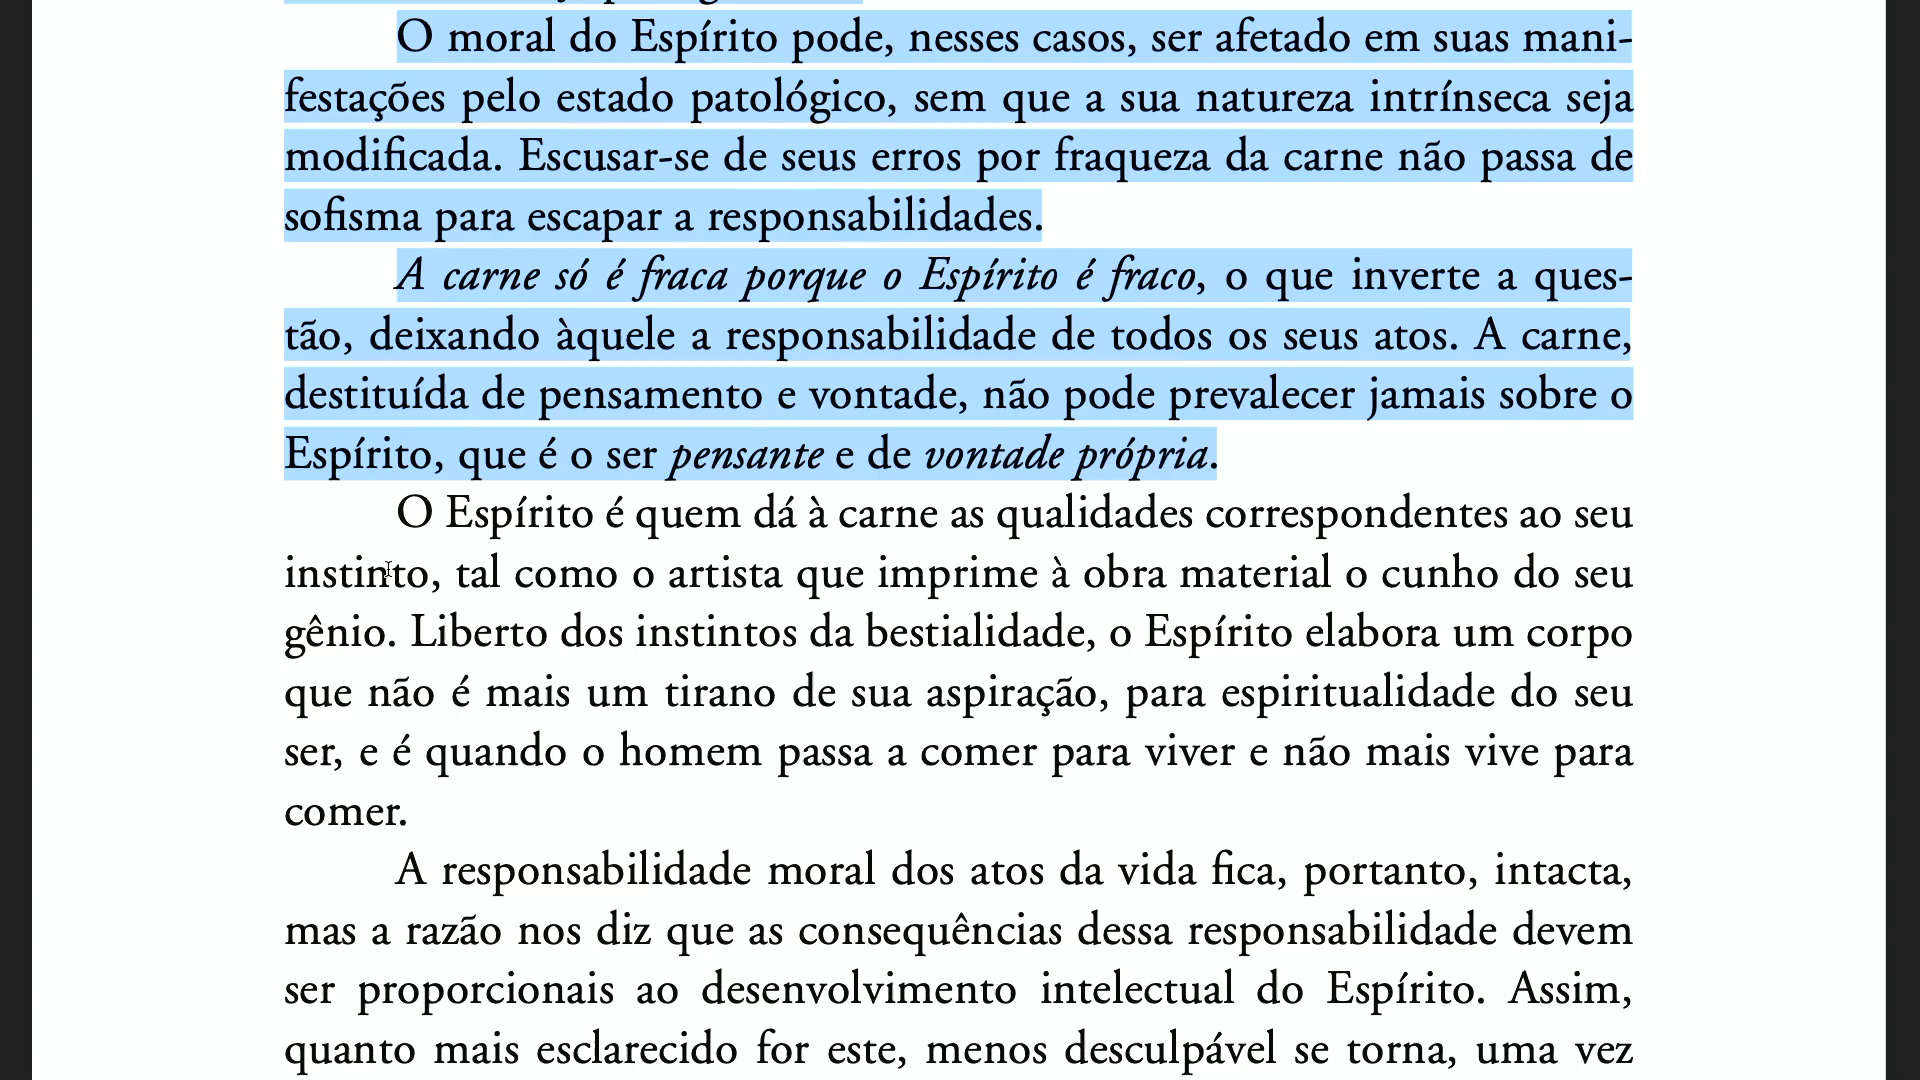 O moral do Espírito pode, nesses casos, ser afetado em suas mani-
festações pelo estado patológico, sem que a sua natureza intrínseca seja
modificada. Escusar-se de seus erros por fraqueza da carne não passa de
sofisma para escapar a responsabilidades.
A carne só é fraca porque o Espírito é fraco, o que inverte a ques-
tão, deixando àquele a responsabilidade de todos os seus atos. A carne,
destituída de pensamento e vontade, não pode prevalecer jamais sobre o
Espírito, que é o ser pensante e de vontade própria.
O Espírito é quem dá à carne as qualidades correspondentes ao seu
instinto, tal como o artista que imprime à obra material o cunho do seu
gênio. Liberto dos instintos da bestialidade, o Espírito elabora um corpo
que não é mais um tirano de sua aspiração, para espiritualidade do seu
ser, e é quando o homem passa a comer para viver e não mais vive para
comer.
A responsabilidade moral dos atos da vida fica, portanto, intacta,
mas a razão nos diz que as consequências dessa responsabilidade devem
ser proporcionais ao desenvolvimento intelectual do Espírito. Assim,
quanto mais esclarecido for este, menos desculpável se torna, uma vez